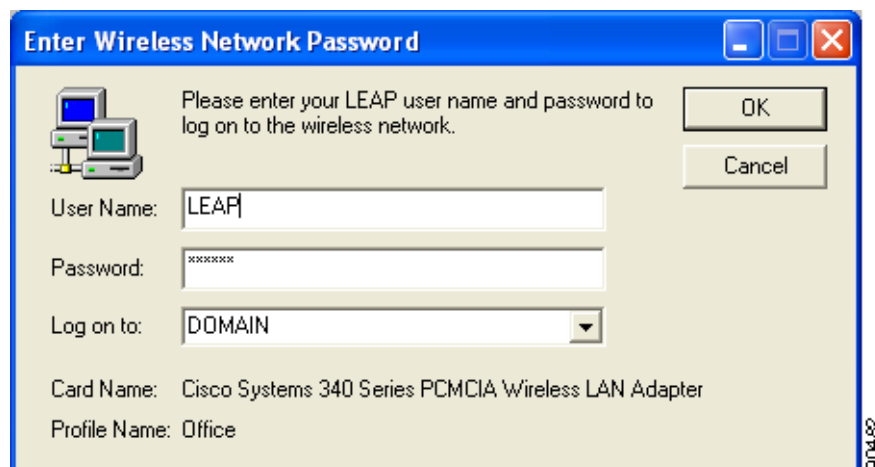 Enter Wireless Network Password
Please enter your LEAP user name and password to
log on to the wireless network.
OK
Cancel
User Name: LEAP
Password: ******
Log on to: DOMAIN
Card Name: Cisco Systems 340 Series PCMCIA Wireless LAN Adapter
Profile Name: Office